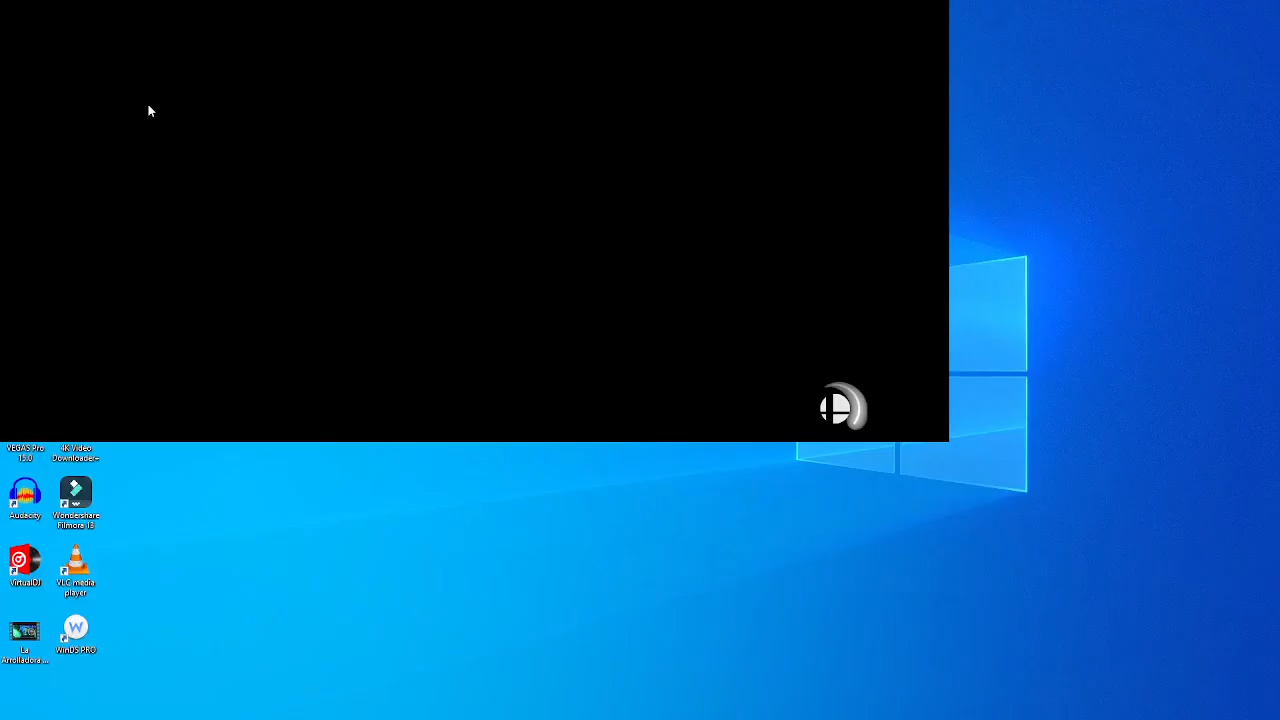 VEGAS Pro
15.0
4K Video
Downloader+
Audacity
Wondershare
Filmora 13
VirtualDJ
VLC media
player
La
Arrolladora ...
W
WinDS PRO